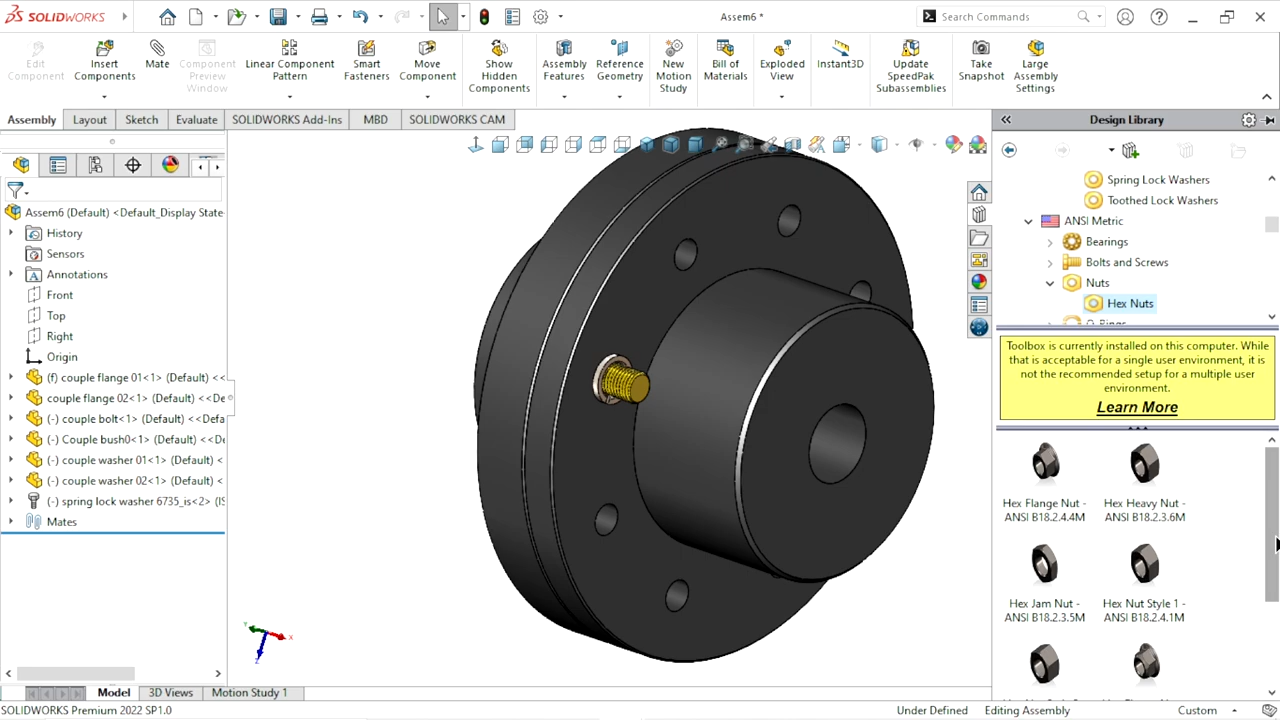 SOLIDWORKS
Assem6 *
Search Commands
Edit Component
Insert Components
Mate
Component Preview Window
Linear Component Pattern
Smart Fasteners
Move Component
Show Hidden Components
Assembly Features
Reference Geometry
New Motion Study
Bill of Materials
Exploded View
Instant3D
Update SpeedPak Subassemblies
Take Snapshot
Large Assembly Settings
Assembly Layout Sketch Evaluate SOLIDWORKS Add-Ins MBD SOLIDWORKS CAM
Assem6 (Default) <Default_Display State
History
Sensors
Annotations
Front
Top
Right
Origin
(f) couple flange 01<1> (Default) <<
couple flange 02<1> (Default) <<De
(-) couple bolt<1> (Default) <<Defa
(-) Couple bush0<1> (Default) <<De
(-) couple washer 01<1> (Default) <
(-) couple washer 02<1> (Default) <
(-) spring lock washer 6735_is<2> (IS
Mates
Design Library
Spring Lock Washers
Toothed Lock Washers
ANSI Metric
Bearings
Bolts and Screws
Nuts
Hex Nuts
Toolbox is currently installed on this computer. While
that is acceptable for a single user environment, it is
not the recommended setup for a multiple user
environment.
Learn More
Hex Flange Nut -
ANSI B18.2.4.4M
Hex Heavy Nut -
ANSI B18.2.3.6M
Hex Jam Nut -
ANSI B18.2.3.5M
Hex Nut Style 1 -
ANSI B18.2.4.1M
Model 3D Views Motion Study 1
SOLIDWORKS Premium 2022 SP1.0
Under Defined Editing Assembly Custom